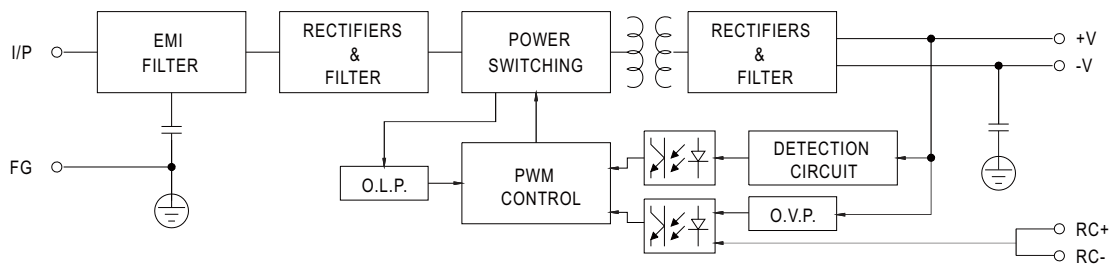 I/P
EMI
FILTER
RECTIFIERS
&
FILTER
POWER
SWITCHING
RECTIFIERS
&
FILTER
+V
-V
FG
O.L.P.
PWM
CONTROL
DETECTION
CIRCUIT
O.V.P.
RC+
RC-